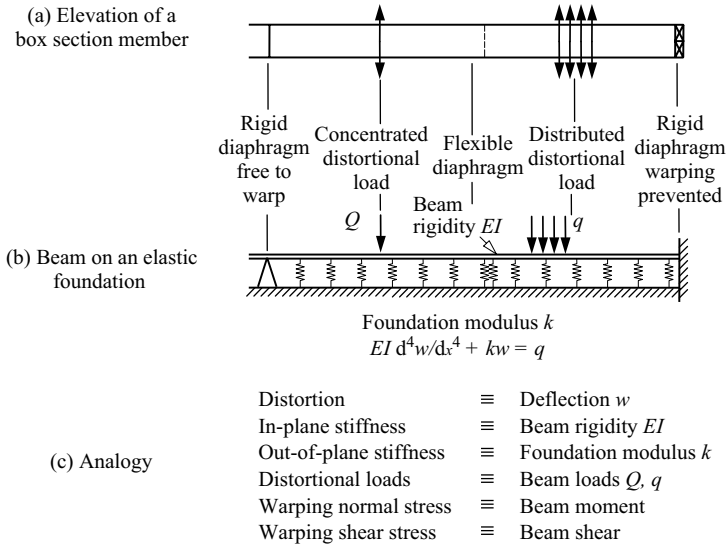 (a) Elevation of a
box section member
Rigid
diaphragm
free to
warp
Concentrated
distortional
load
Flexible
diaphragm
Distributed
distortional
load
Rigid
diaphragm
warping
prevented
Beam
rigidity EI
Q
q
(b) Beam on an elastic
foundation
Foundation modulus k
EI d⁴w/dx⁴ + kw = q
(c) Analogy
Distortion ≡ Deflection w
In-plane stiffness ≡ Beam rigidity EI
Out-of-plane stiffness ≡ Foundation modulus k
Distortional loads ≡ Beam loads Q, q
Warping normal stress ≡ Beam moment
Warping shear stress ≡ Beam shear